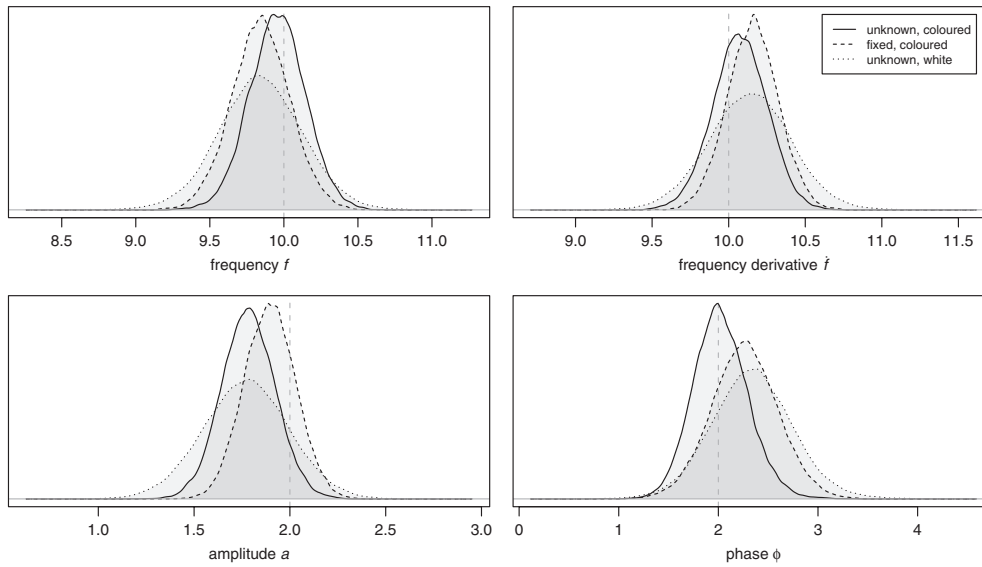 unknown, coloured
fixed, coloured
unknown, white
8.5 9.0 9.5 10.0 10.5 11.0
frequency f
9.0 9.5 10.0 10.5 11.0 11.5
frequency derivative ḟ
1.0 1.5 2.0 2.5 3.0
amplitude a
0 1 2 3 4
phase ϕ